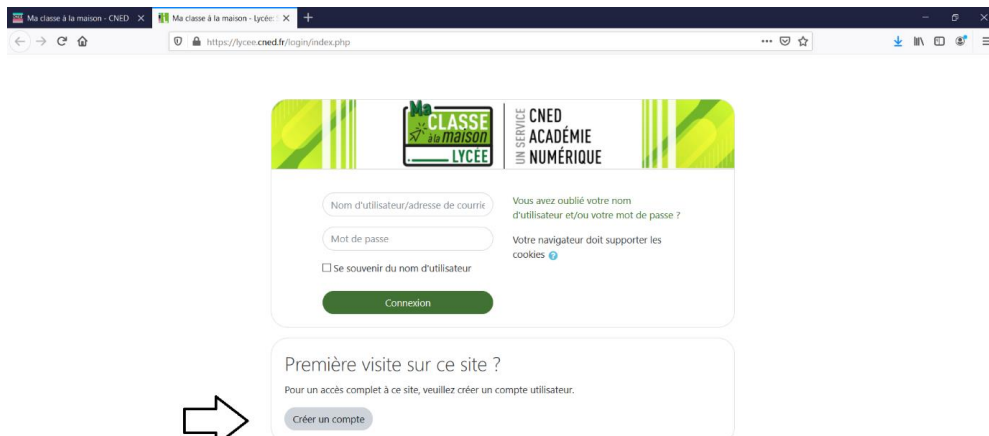 Ma classe à la maison - CNED
Ma classe à la maison - Lycée:
https://lycee.cned.fr/login/index.php
Ma
CLASSE
à la maison
LYCÉE
UN SERVICE
CNED
ACADÉMIE
NUMÉRIQUE
Nom d'utilisateur/adresse de courrie
Mot de passe
Se souvenir du nom d'utilisateur
Connexion
Vous avez oublié votre nom
d'utilisateur et/ou votre mot de passe ?
Votre navigateur doit supporter les
cookies
Première visite sur ce site ?
Pour un accès complet à ce site, veuillez créer un compte utilisateur.
Créer un compte